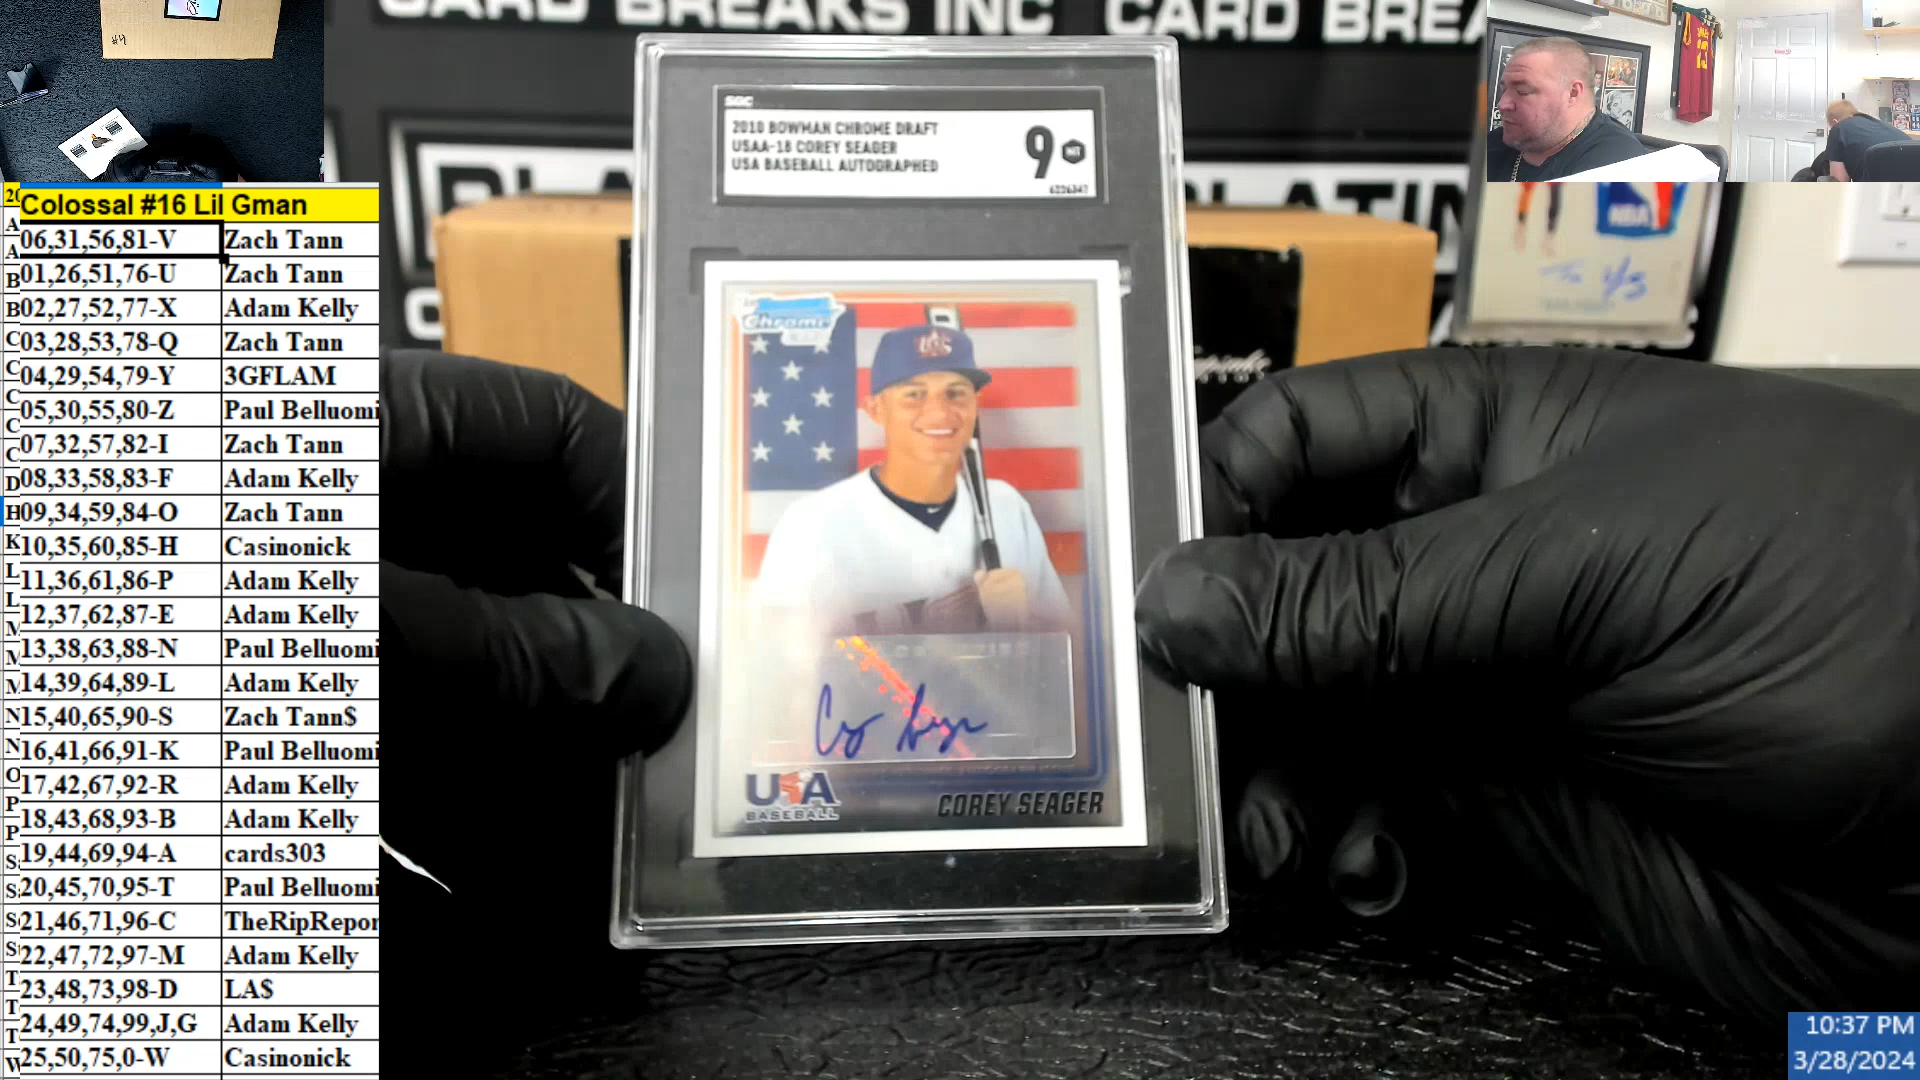 CARD BREAKS INC CARD BREA
#4
Colossal #16 Lil Gman
06,31,56,81-V Zach Tann
01,26,51,76-U Zach Tann
02,27,52,77-X Adam Kelly
03,28,53,78-Q Zach Tann
04,29,54,79-Y 3GFLAM
05,30,55,80-Z Paul Belluomi
07,32,57,82-I Zach Tann
08,33,58,83-F Adam Kelly
09,34,59,84-O Zach Tann
10,35,60,85-H Casinonick
11,36,61,86-P Adam Kelly
12,37,62,87-E Adam Kelly
13,38,63,88-N Paul Belluomi
14,39,64,89-L Adam Kelly
15,40,65,90-S Zach Tann$
16,41,66,91-K Paul Belluomi
17,42,67,92-R Adam Kelly
18,43,68,93-B Adam Kelly
19,44,69,94-A cards303
20,45,70,95-T Paul Belluomi
21,46,71,96-C TheRipRepor
22,47,72,97-M Adam Kelly
23,48,73,98-D LA$
24,49,74,99,J,G Adam Kelly
25,50,75,0-W Casinonick
SGC
2010 BOWMAN CHROME DRAFT
USAA-18 COREY SEAGER
USA BASEBALL AUTOGRAPHED
9 MT
6226347
Chrome
Corey Seager
USA
BASEBALL
COREY SEAGER
PLATIN
NBA
10:37 PM
3/28/2024